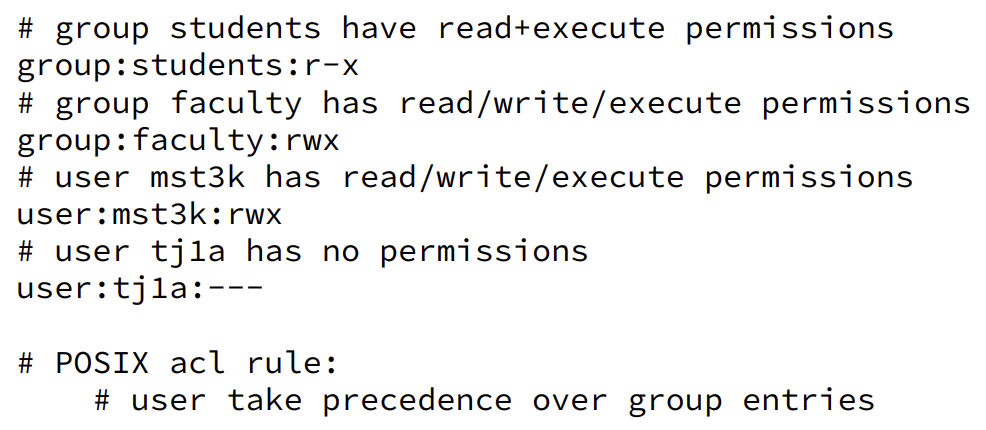 # group students have read+execute permissions
group:students:r-x
# group faculty has read/write/execute permissions
group:faculty:rwx
# user mst3k has read/write/execute permissions
user:mst3k:rwx
# user tj1a has no permissions
user:tj1a:---
# POSIX acl rule:
# user take precedence over group entries